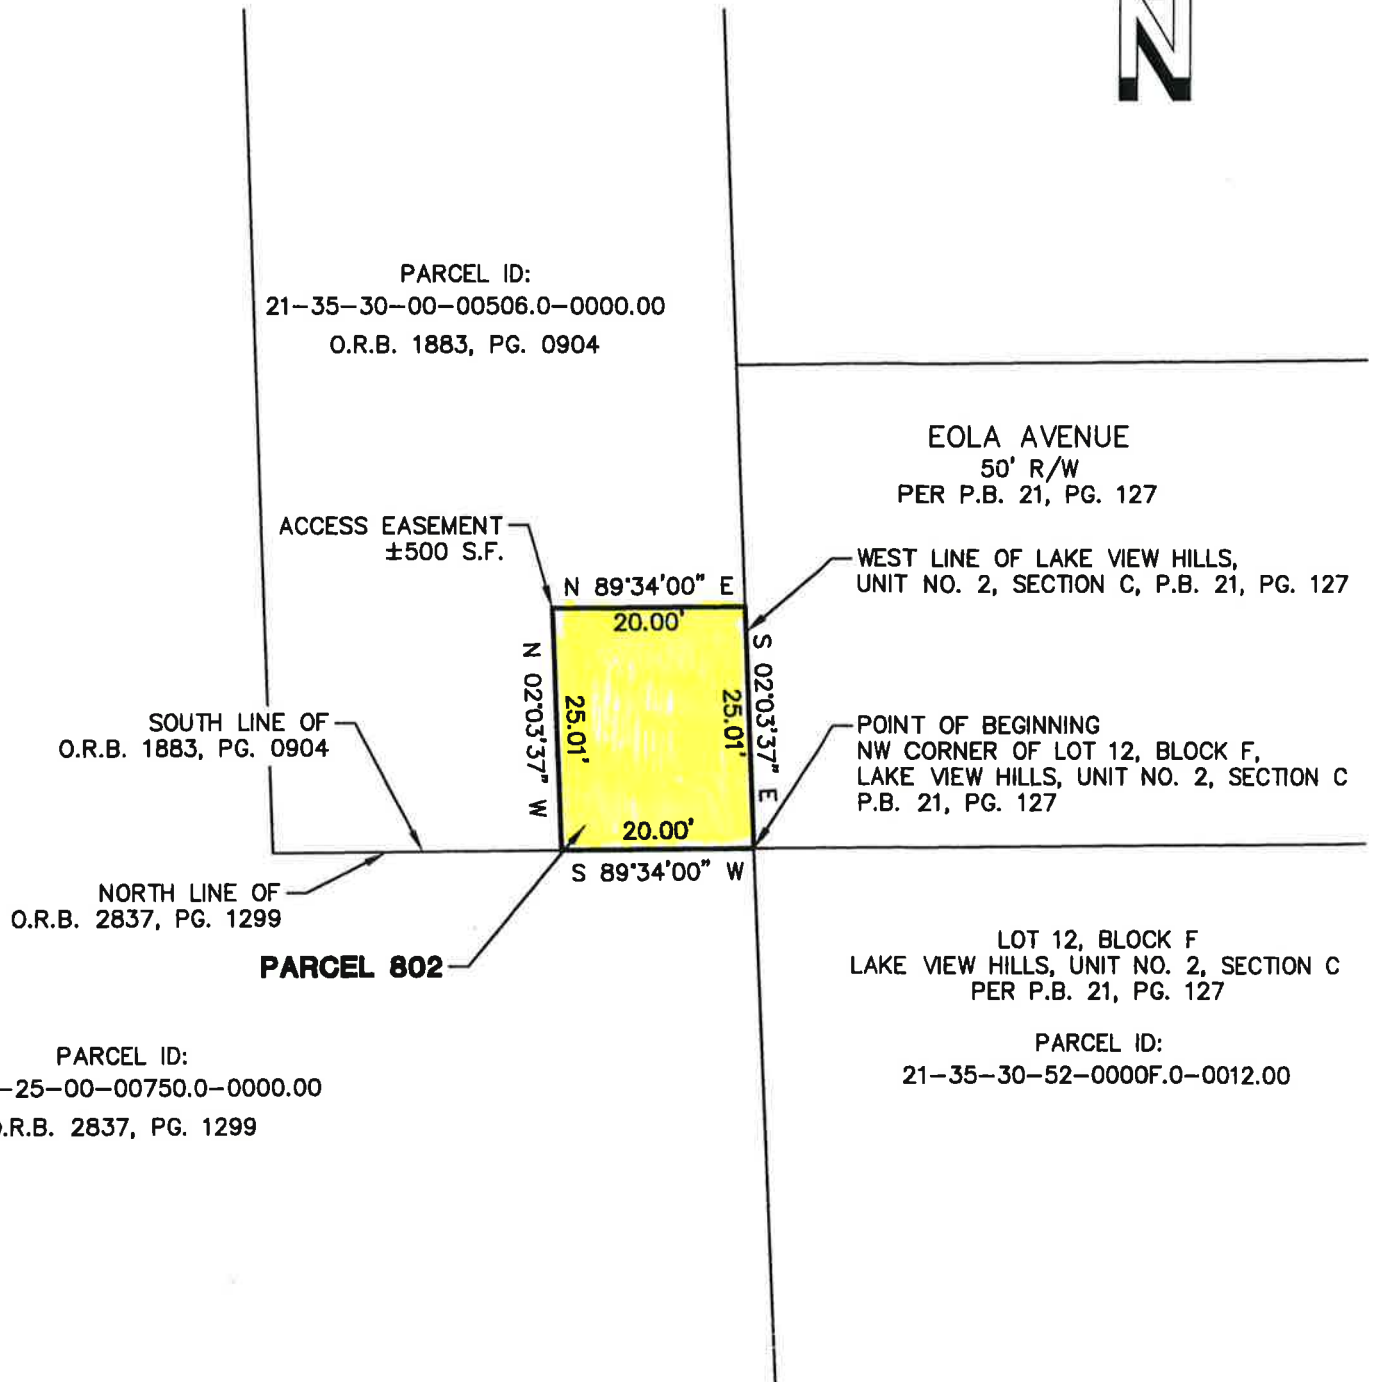 N
PARCEL ID:
21-35-30-00-00506.0-0000.00
O.R.B. 1883, PG. 0904
EOLA AVENUE
50' R/W
PER P.B. 21, PG. 127
ACCESS EASEMENT
±500 S.F.
WEST LINE OF LAKE VIEW HILLS,
UNIT NO. 2, SECTION C, P.B. 21, PG. 127
N 89°34'00" E
20.00'
N 02°03'37" W
25.01'
25.01'
S 02°03'37" E
SOUTH LINE OF
O.R.B. 1883, PG. 0904
POINT OF BEGINNING
NW CORNER OF LOT 12, BLOCK F,
LAKE VIEW HILLS, UNIT NO. 2, SECTION C
P.B. 21, PG. 127
20.00'
S 89°34'00" W
NORTH LINE OF
O.R.B. 2837, PG. 1299
PARCEL 802
LOT 12, BLOCK F
LAKE VIEW HILLS, UNIT NO. 2, SECTION C
PER P.B. 21, PG. 127
PARCEL ID:
21-35-30-52-0000F.0-0012.00
PARCEL ID:
-25-00-00750.0-0000.00
.R.B. 2837, PG. 1299